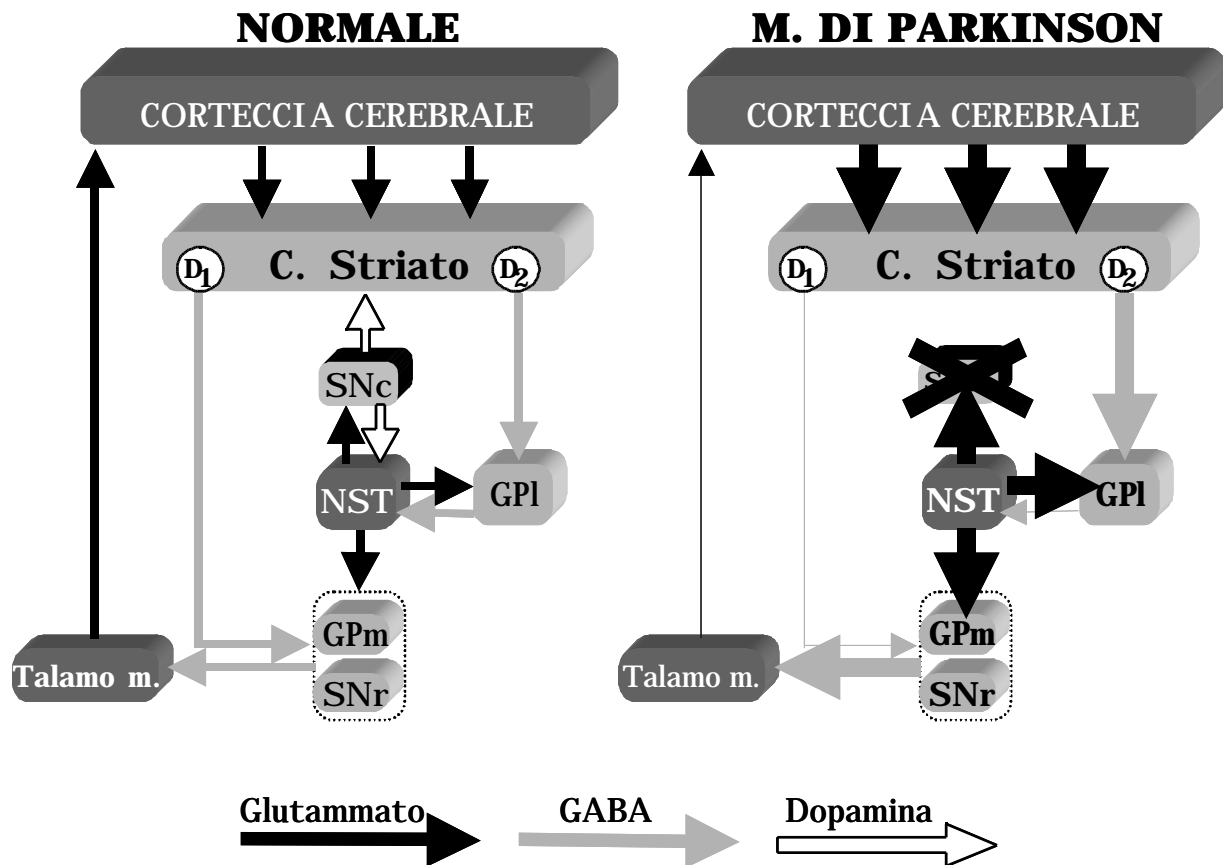 NORMALE
CORTECCIA CEREBRALE
D1
C. Striato
D2
SNc
NST
GPl
GPm
Talamo m.
SNr
M. DI PARKINSON
CORTECCIA CEREBRALE
D1
C. Striato
D2
NST
GPl
GPm
Talamo m.
SNr
Glutammato
GABA
Dopamina